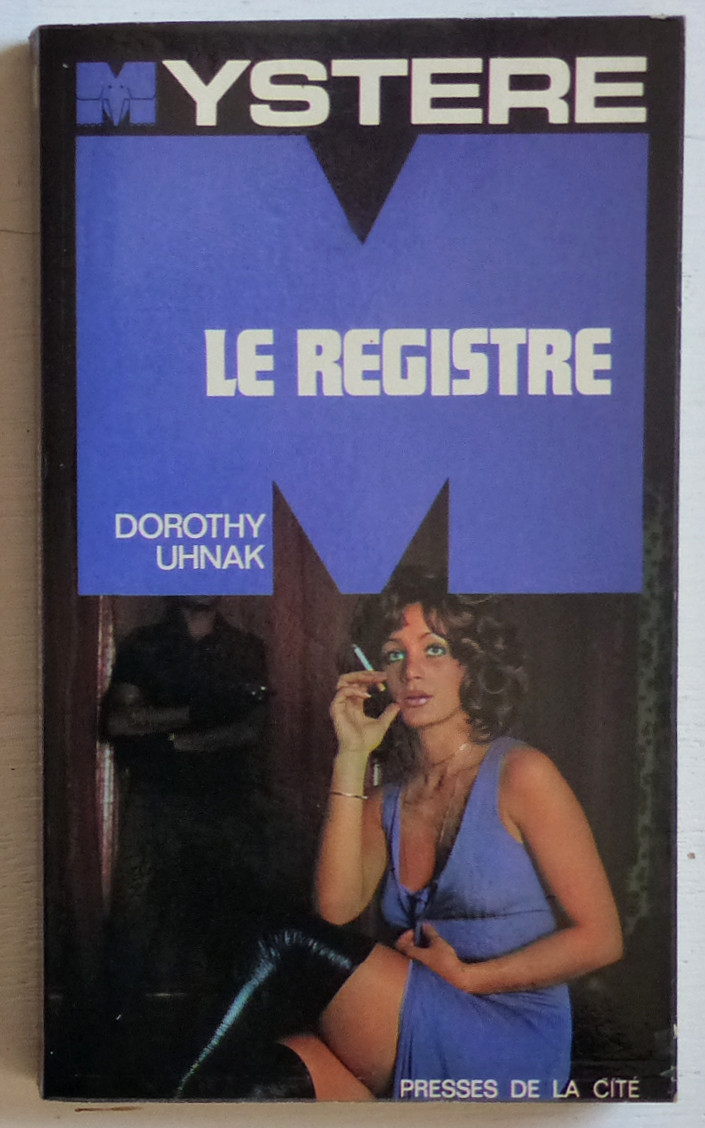 MYSTERE
LE REGISTRE
DOROTHY
UHNAK
PRESSES DE LA CITÉ